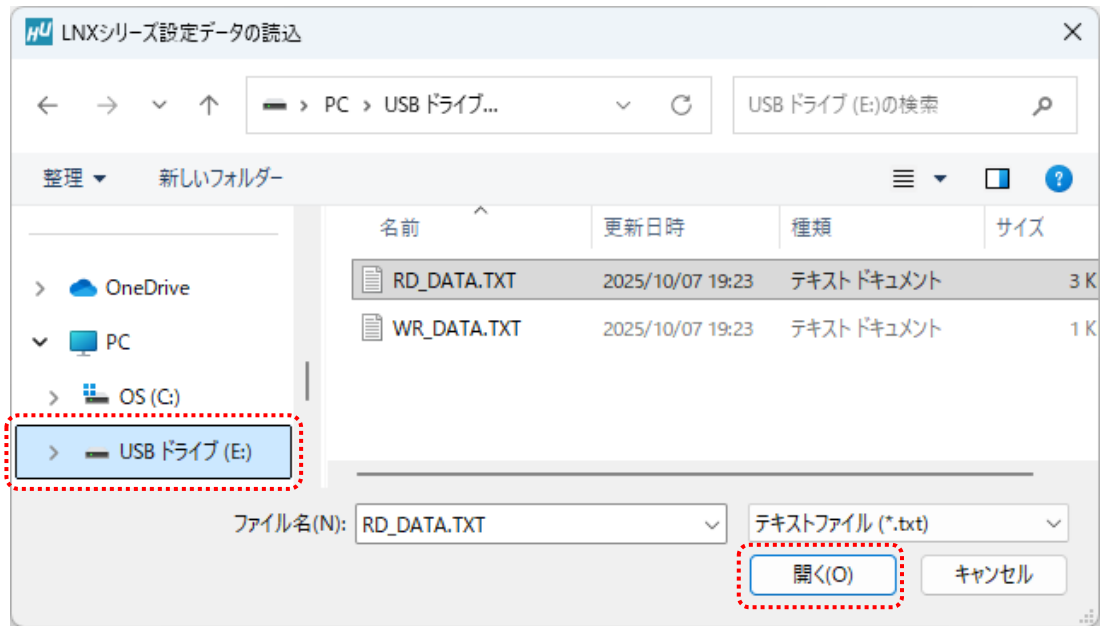 HU LNXシリーズ設定データの読込
PC USB ドライブ... USB ドライブ (E:)の検索
整理 新しいフォルダー ?
名前 更新日時 種類 サイズ
OneDrive RD_DATA.TXT 2025/10/07 19:23 テキスト ドキュメント 3 K
PC WR_DATA.TXT 2025/10/07 19:23 テキスト ドキュメント 1 K
OS (C:)
USB ドライブ (E:)
ファイル名(N): RD_DATA.TXT テキストファイル (*.txt)
開く(O) キャンセル